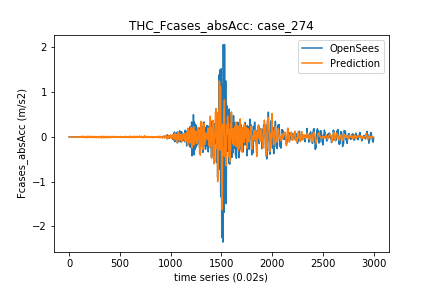 THC_Fcases_absAcc: case_274
OpenSees
Prediction
Fcases_absAcc (m/s2)
2
1
0
−1
−2
0 500 1000 1500 2000 2500 3000
time series (0.02s)